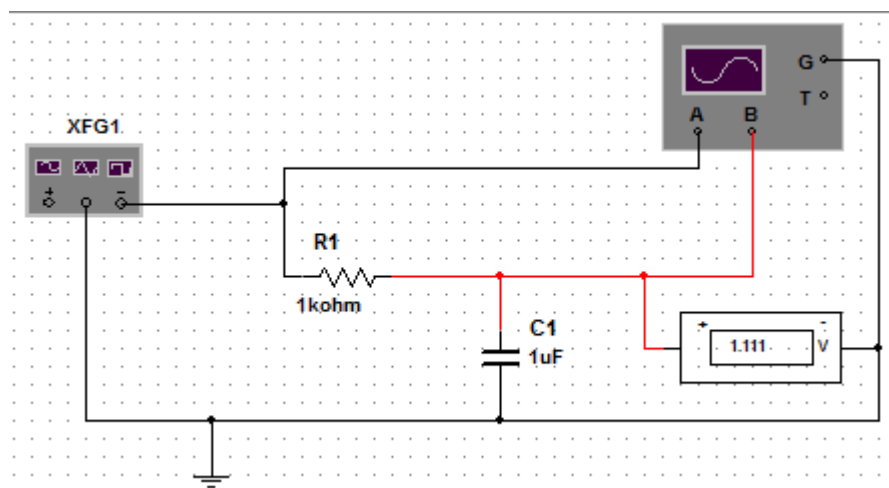 G
T
A B
XFG1
+ -
R1
1kohm
C1
1uF
+ -
1.111 V